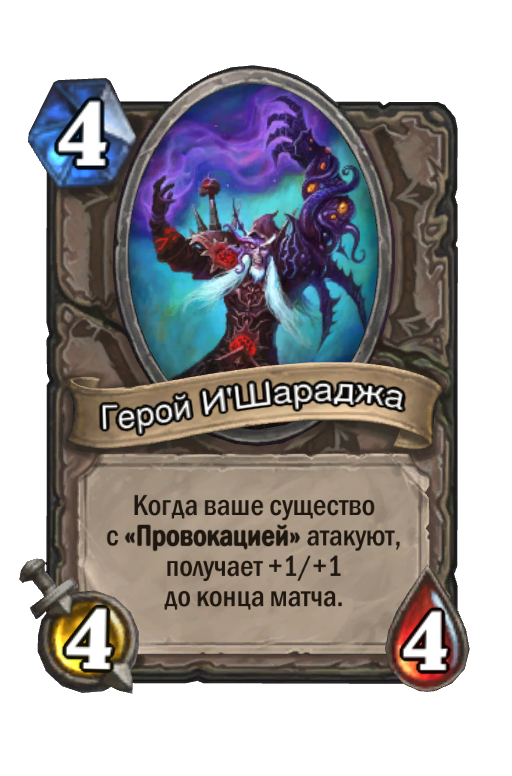 4
Герой И'Шараджа
Когда ваше существо
с «Провокацией» атакуют,
получает +1/+1
до конца матча.
4
4